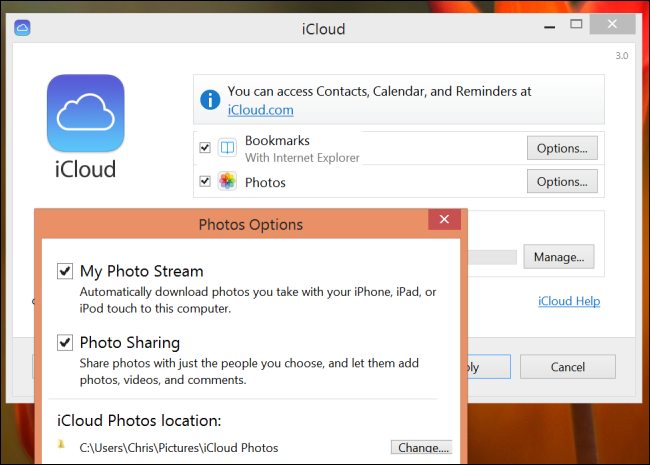 iCloud
3.0
You can access Contacts, Calendar, and Reminders at
iCloud.com
iCloud
Bookmarks
With Internet Explorer
Options...
Photos
Options...
Manage...
iCloud Help
Cancel
Photos Options
My Photo Stream
Automatically download photos you take with your iPhone, iPad, or
iPod touch to this computer.
Photo Sharing
Share photos with just the people you choose, and let them add
photos, videos, and comments.
iCloud Photos location:
C:\Users\Chris\Pictures\iCloud Photos
Change....